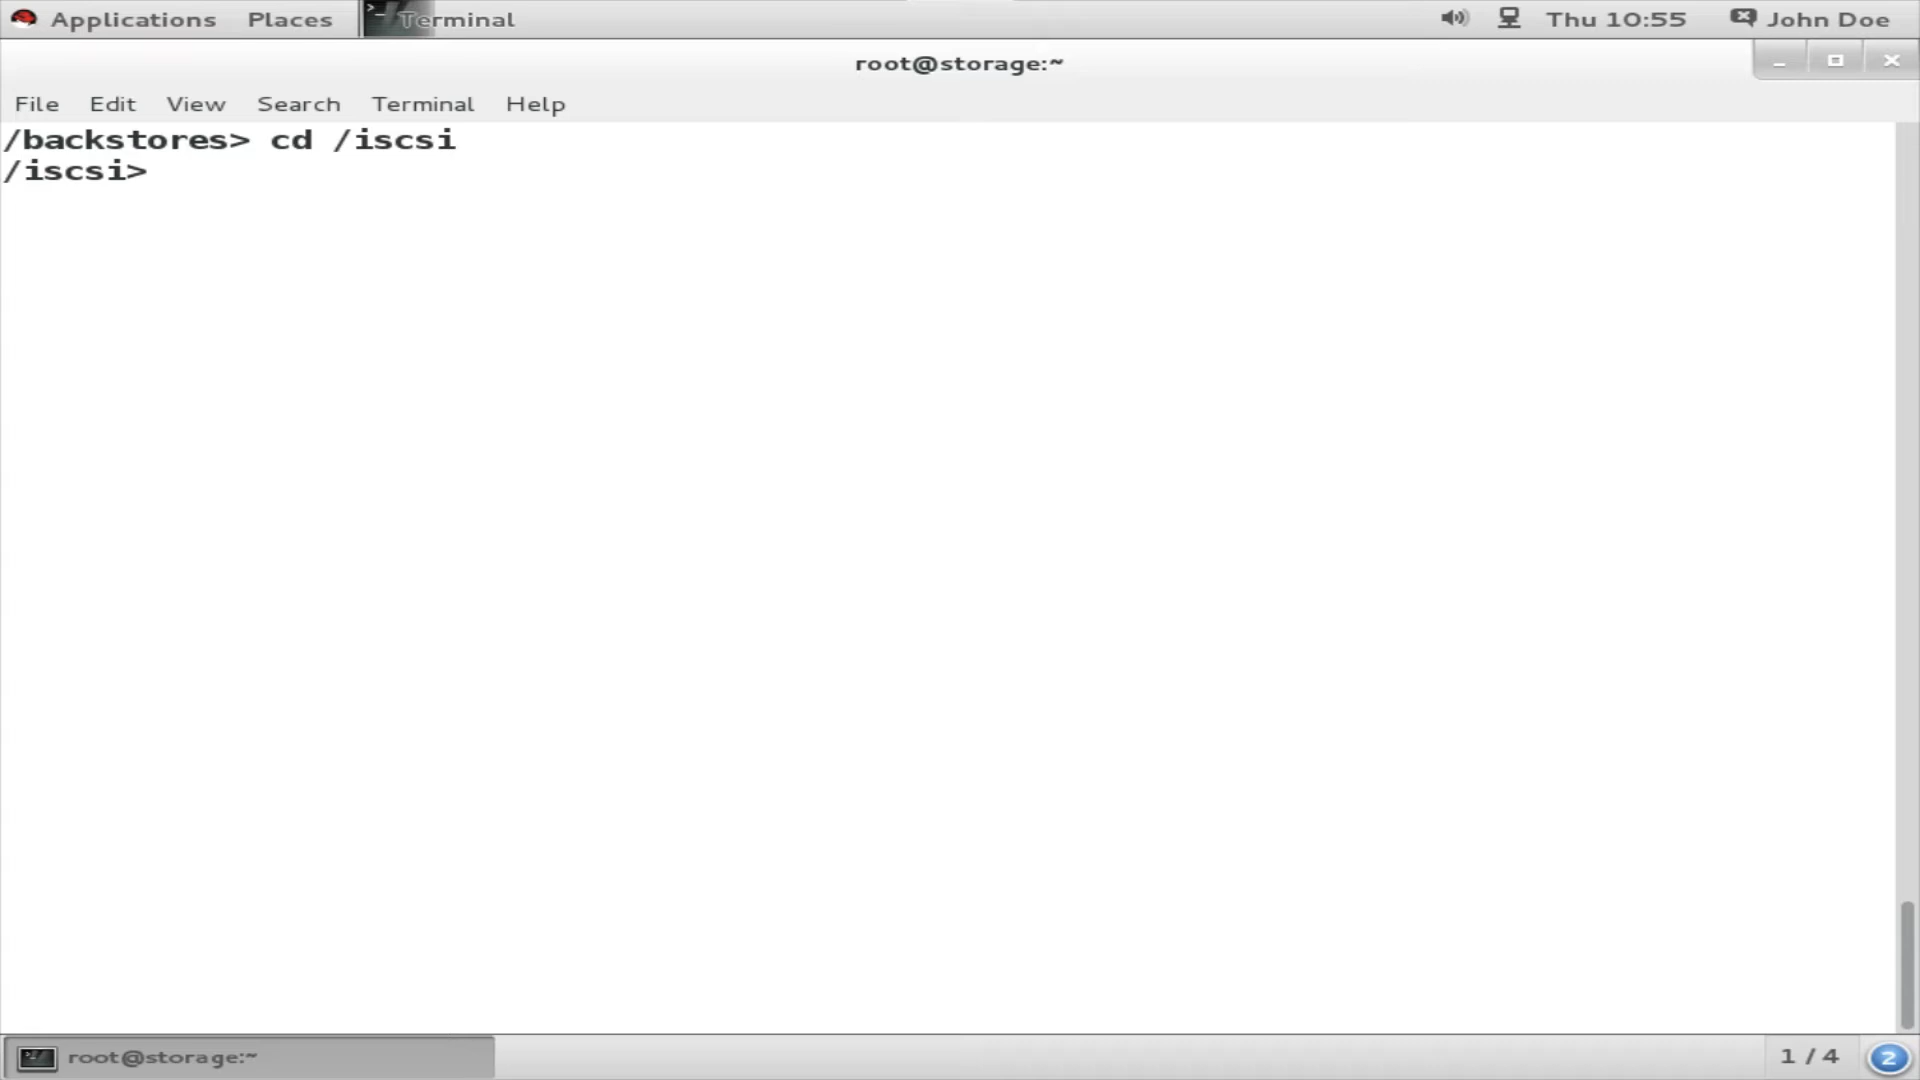 Applications Places Terminal Thu 10:55 John Doe
root@storage:~
File Edit View Search Terminal Help
/backstores> cd /iscsi
/iscsi>
root@storage:~ 1 / 4 2